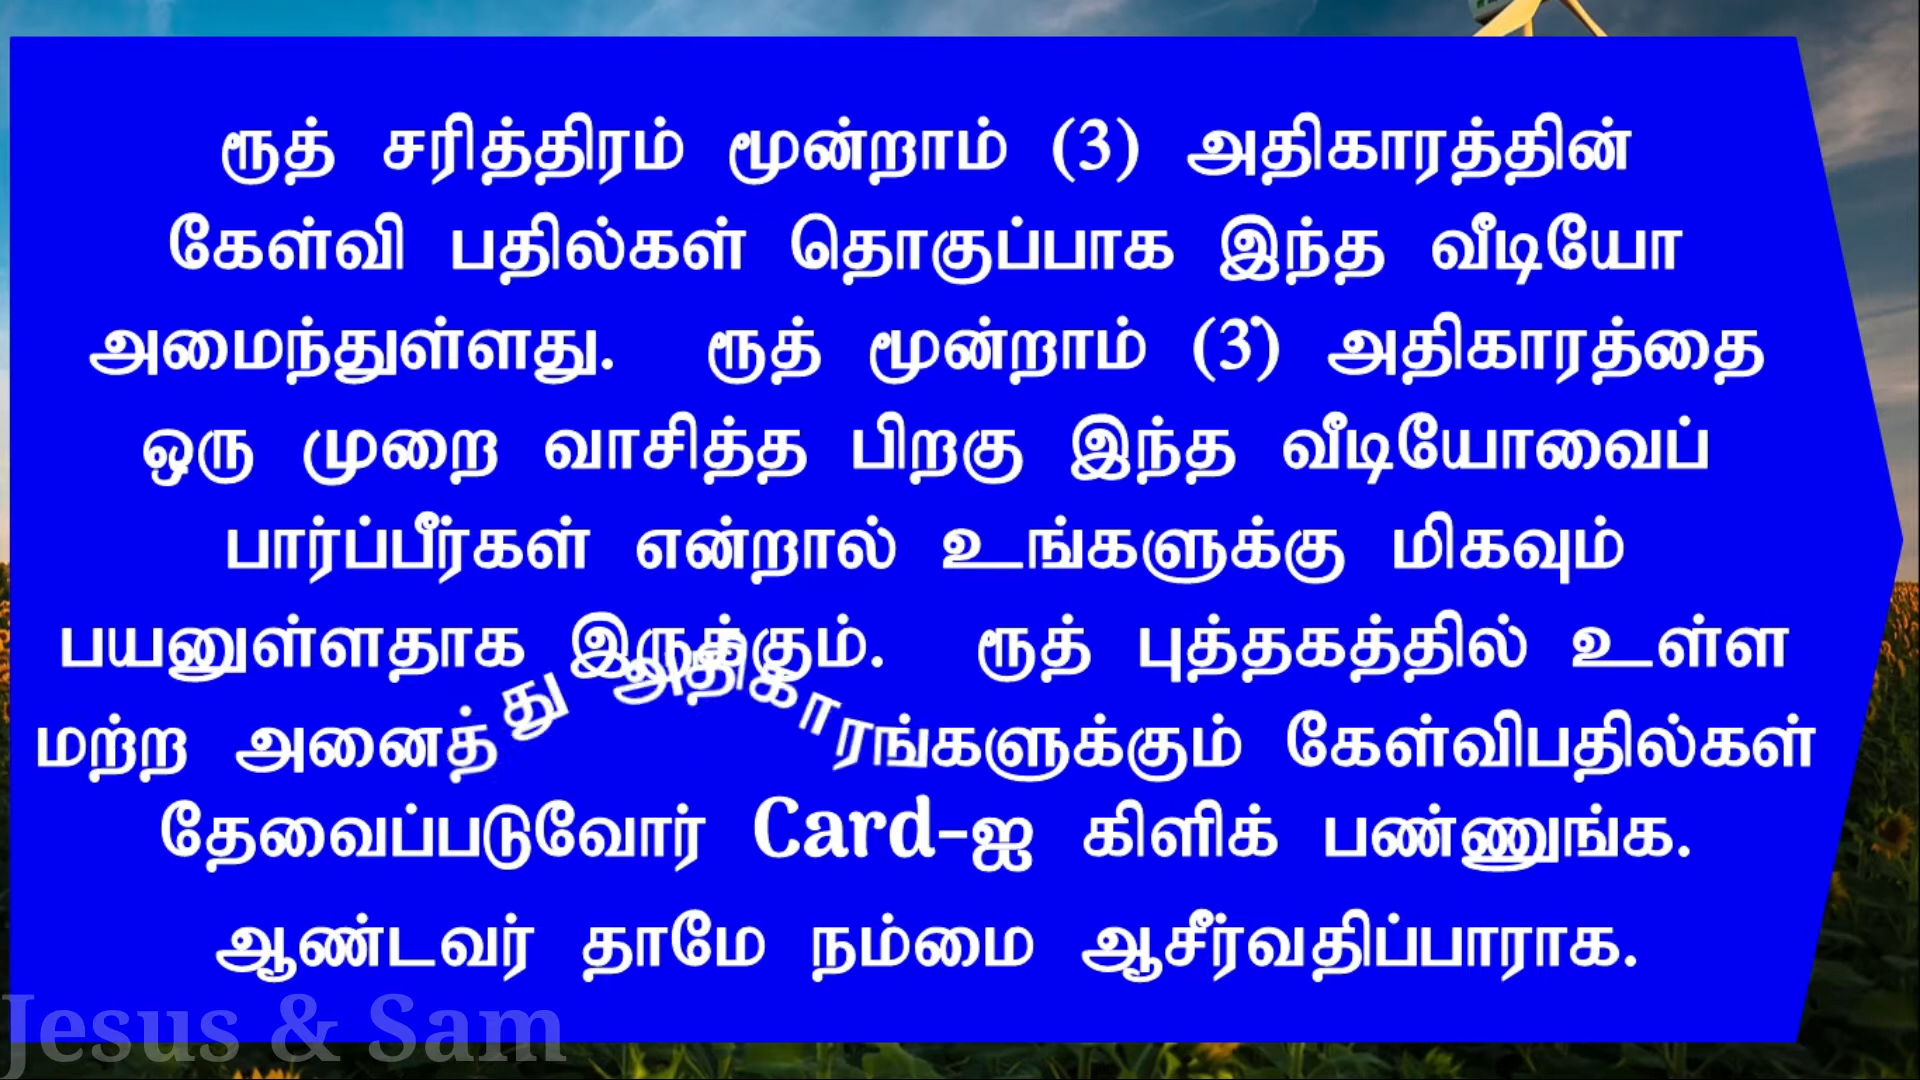 ரூத் சரித்திரம் மூன்றாம் (3) அதிகாரத்தின்
கேள்வி பதில்கள் தொகுப்பாக இந்த வீடியோ
அமைந்துள்ளது. ரூத் மூன்றாம் (3) அதிகாரத்தை
ஒரு முறை வாசித்த பிறகு இந்த வீடியோவைப்
பார்ப்பீர்கள் என்றால் உங்களுக்கு மிகவும்
பயனுள்ளதாக இருக்கும். ரூத் புத்தகத்தில் உள்ள
மற்ற அனைத்து அதிகாரங்களுக்கும் கேள்விபதில்கள்
தேவைப்படுவோர் Card-ஐ கிளிக் பண்ணுங்க.
ஆண்டவர் தாமே நம்மை ஆசீர்வதிப்பாராக.
Jesus & Sam